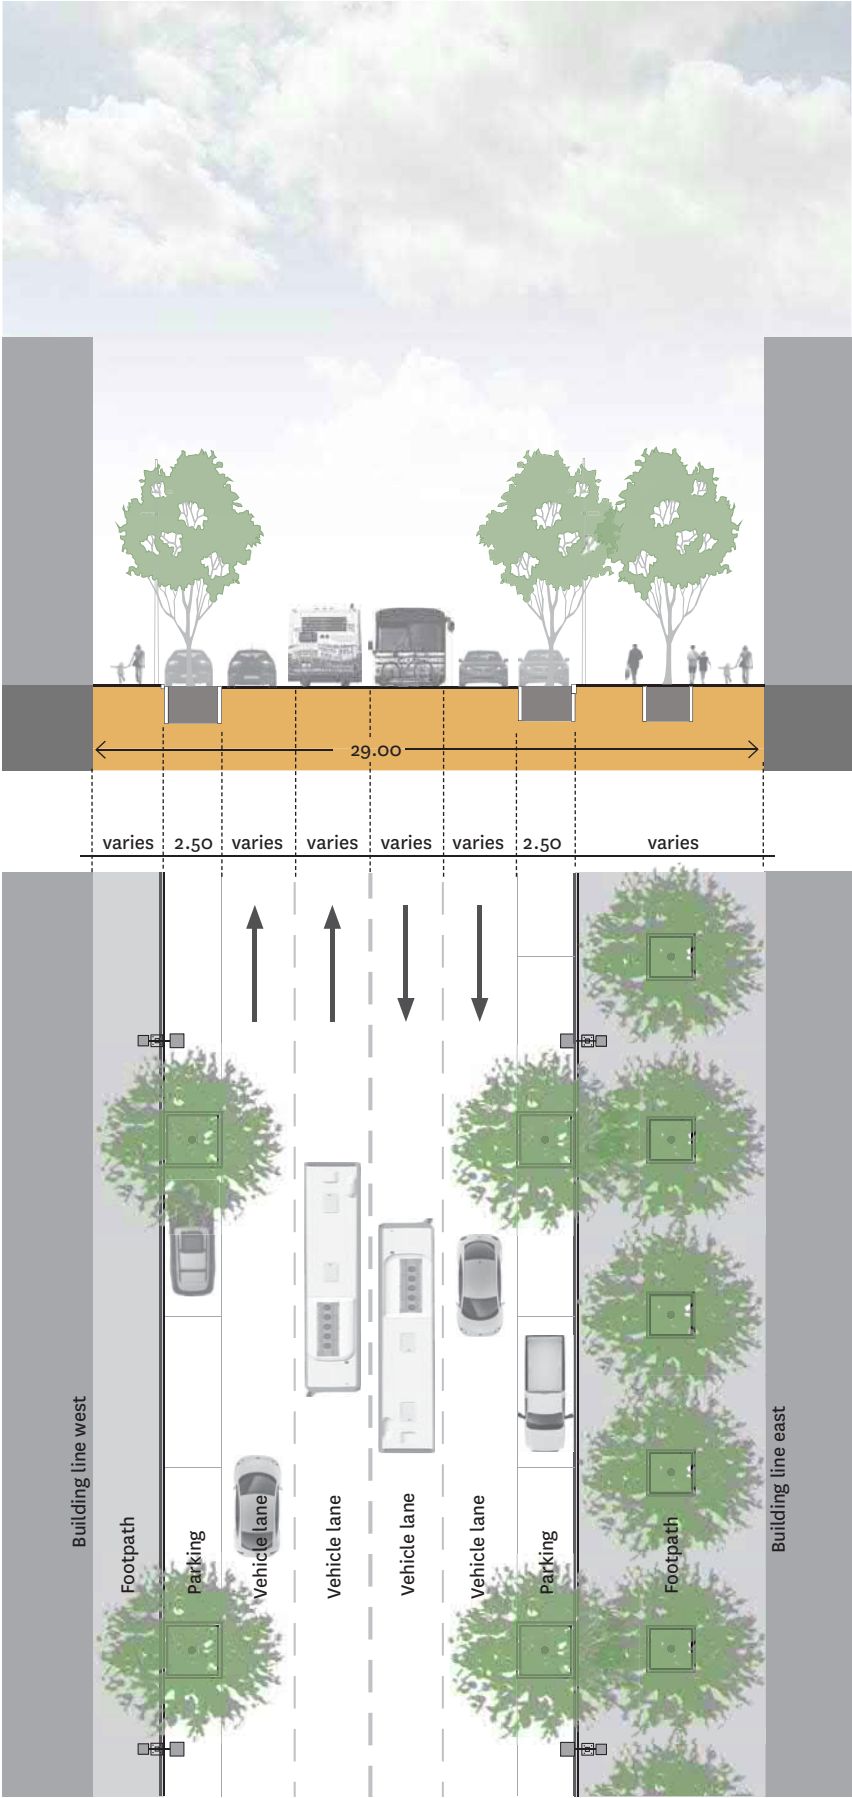 29.00
varies 2.50 varies varies varies varies 2.50 varies
Building line west
Footpath
Parking
Vehicle lane
Vehicle lane
Vehicle lane
Vehicle lane
Parking
Footpath
Building line east